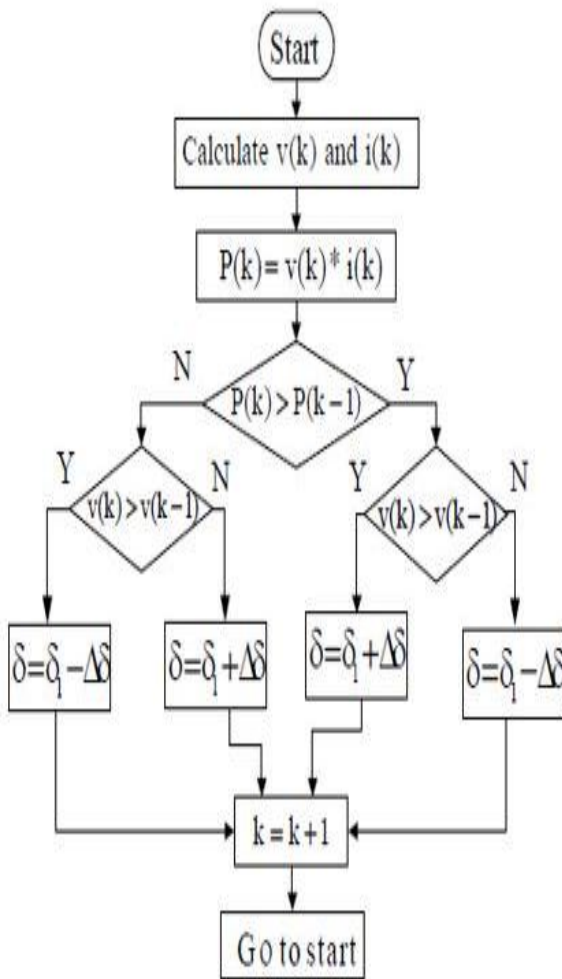 Start
Calculate v(k) and i(k)
P(k)= v(k)* i(k)
N
Y
P(k) > P(k−1)
Y
N
Y
N
v(k) > v(k−1)
v(k) > v(k−1)
δ=δ₁−Δδ
δ=δ₁+Δδ
δ=δ₁+Δδ
δ=δ₁−Δδ
k = k+1
Go to start